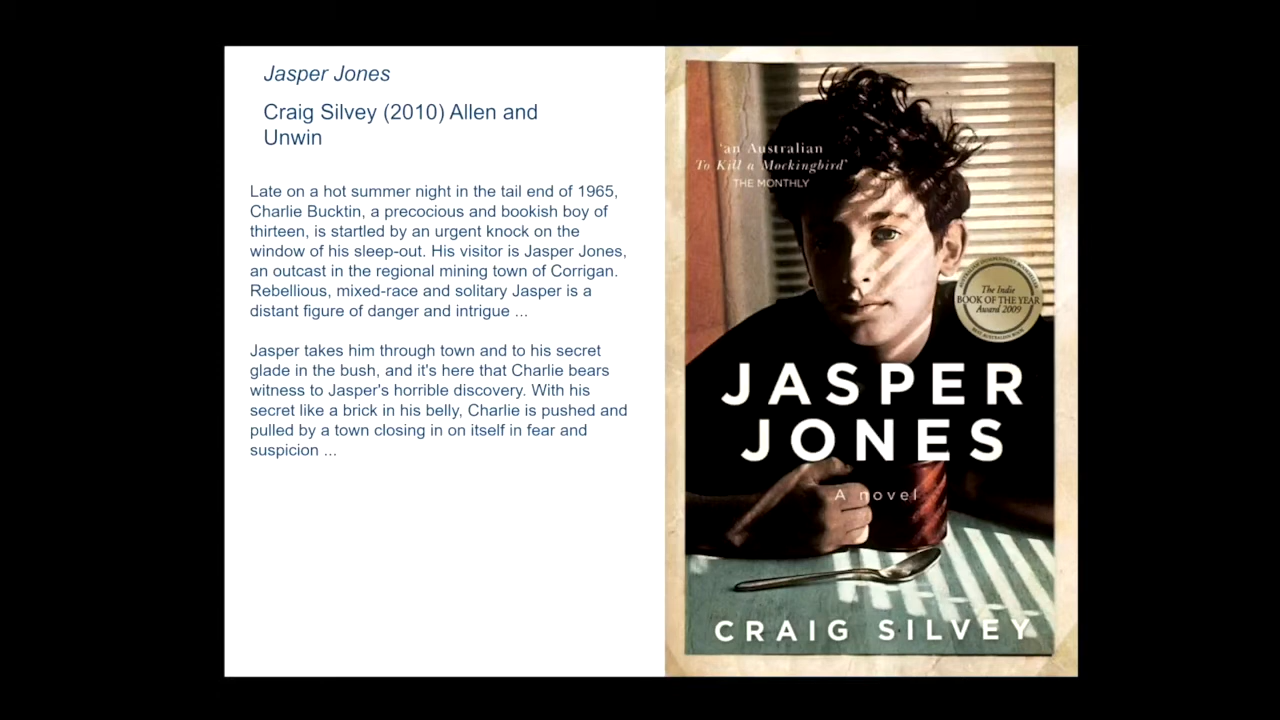 Jasper Jones
Craig Silvey (2010) Allen and
Unwin
Late on a hot summer night in the tail end of 1965,
Charlie Bucktin, a precocious and bookish boy of
thirteen, is startled by an urgent knock on the
window of his sleep-out. His visitor is Jasper Jones,
an outcast in the regional mining town of Corrigan.
Rebellious, mixed-race and solitary Jasper is a
distant figure of danger and intrigue ...
Jasper takes him through town and to his secret
glade in the bush, and it's here that Charlie bears
witness to Jasper's horrible discovery. With his
secret like a brick in his belly, Charlie is pushed and
pulled by a town closing in on itself in fear and
suspicion ...
'an Australian
To Kill a Mockingbird'
THE MONTHLY
The Indie
BOOK OF THE YEAR
Award 2009
JASPER
JONES
A novel
CRAIG SILVEY